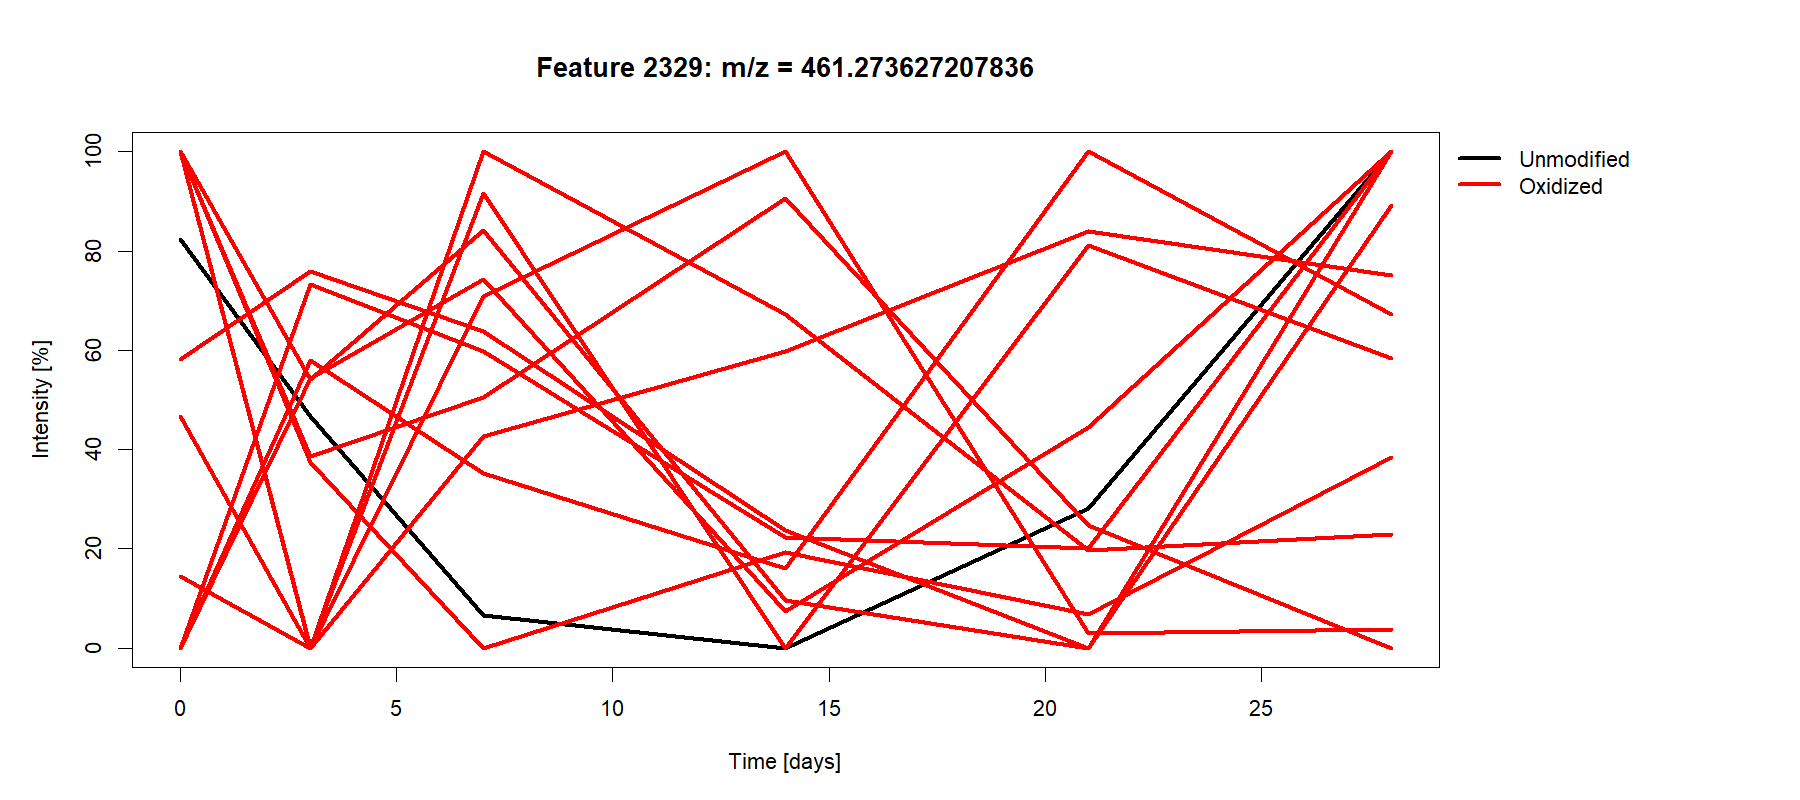 Feature 2329: m/z = 461.273627207836
Unmodified
Oxidized
Intensity [%]
100
80
60
40
20
0
0 5 10 15 20 25
Time [days]